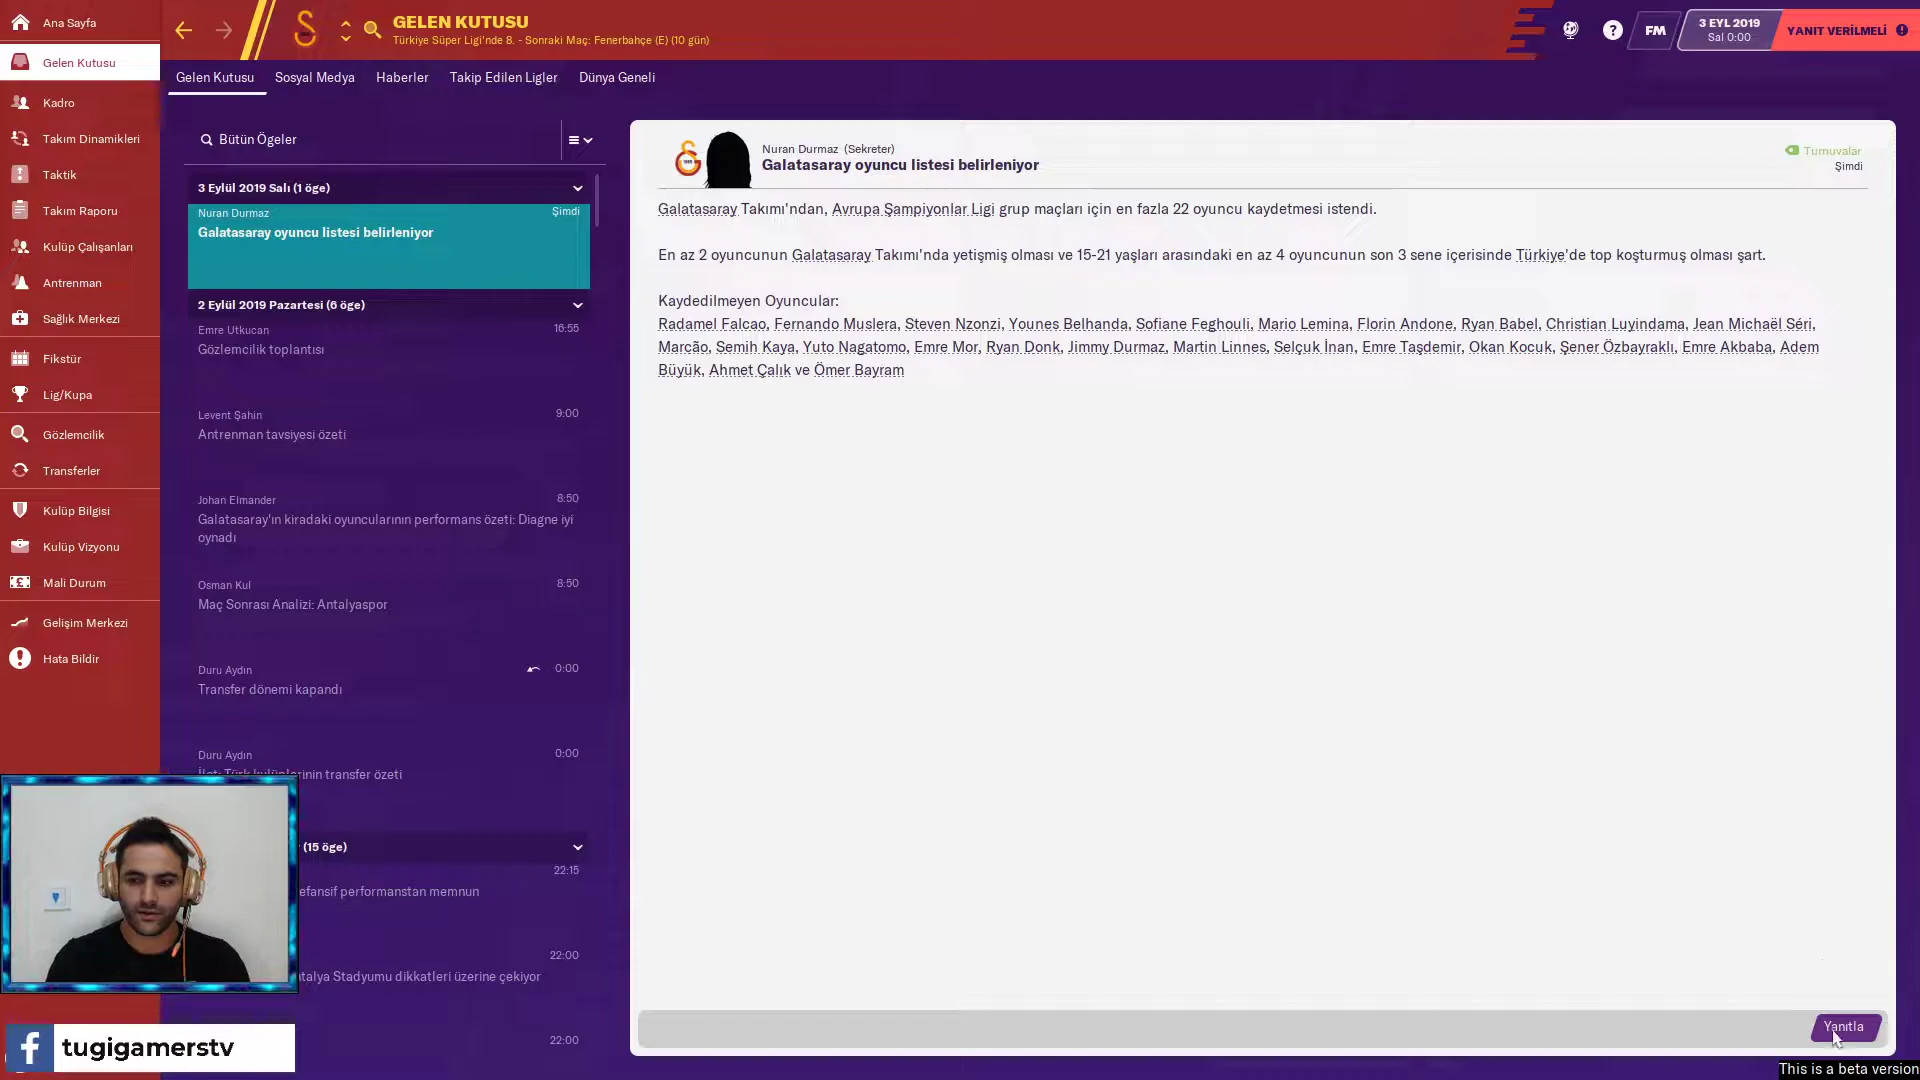 Ana Sayfa
Gelen Kutusu
Kadro
Takım Dinamikleri
Taktik
Takım Raporu
Kulüp Çalışanları
Antrenman
Sağlık Merkezi
Fikstür
Lig/Kupa
Gözlemcilik
Transferler
Kulüp Bilgisi
Kulüp Vizyonu
Mali Durum
Gelişim Merkezi
Hata Bildir
GELEN KUTUSU
Türkiye Süper Ligi'nde 8. - Sonraki Maç: Fenerbahçe (E) (10 gün)
FM
3 EYL 2019
Sal 0:00
YANIT VERİLMELİ
Gelen Kutusu Sosyal Medya Haberler Takip Edilen Ligler Dünya Geneli
Bütün Ögeler
3 Eylül 2019 Salı (1 öge)
Nuran Durmaz Şimdi
Galatasaray oyuncu listesi belirleniyor
2 Eylül 2019 Pazartesi (6 öge)
Emre Utkucan 16:55
Gözlemcilik toplantısı
Levent Şahin 9:00
Antrenman tavsiyesi özeti
Johan Elmander 8:50
Galatasaray'ın kiradaki oyuncularının performans özeti: Diagne iyi
oynadı
Osman Kul 8:50
Maç Sonrası Analizi: Antalyaspor
Duru Aydın 0:00
Transfer dönemi kapandı
Duru Aydın 0:00
transfer özeti
(15 öge)
22:15
efansif performanstan memnun
22:00
ntalya Stadyumu dikkatleri üzerine çekiyor
22:00
Nuran Durmaz (Sekreter)
Galatasaray oyuncu listesi belirleniyor
Turnuvalar
Şimdi
Galatasaray Takımı'ndan, Avrupa Şampiyonlar Ligi grup maçları için en fazla 22 oyuncu kaydetmesi istendi.
En az 2 oyuncunun Galatasaray Takımı'nda yetişmiş olması ve 15-21 yaşları arasındaki en az 4 oyuncunun son 3 sene içerisinde Türkiye'de top koşturmuş olması şart.
Kaydedilmeyen Oyuncular:
Radamel Falcao, Fernando Muslera, Steven Nzonzi, Younes Belhanda, Sofiane Feghouli, Mario Lemina, Florin Andone, Ryan Babel, Christian Luyindama, Jean Michaël Séri,
Marcão, Semih Kaya, Yuto Nagatomo, Emre Mor, Ryan Donk, Jimmy Durmaz, Martin Linnes, Selçuk İnan, Emre Taşdemir, Okan Kocuk, Şener Özbayraklı, Emre Akbaba, Adem
Büyük, Ahmet Çalık ve Ömer Bayram
Yanıtla
tugigamerstv
This is a beta version